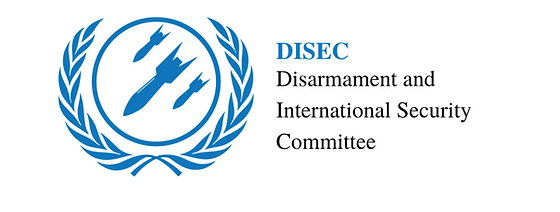 DISEC
Disarmament and
International Security
Committee